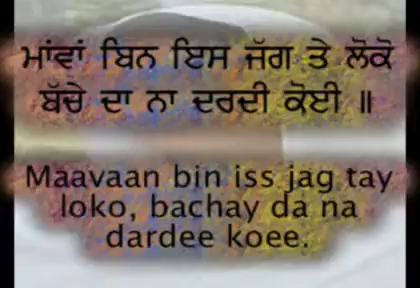 ਮਾਂਵਾਂ ਬਿਨ ਇਸ ਜੱਗ ਤੇ ਲੋਕੋ
ਬੱਚੇ ਦਾ ਨਾ ਦਰਦੀ ਕੋਈ ॥
Maavaan bin iss jag tay
loko, bachay da na
dardee koee.